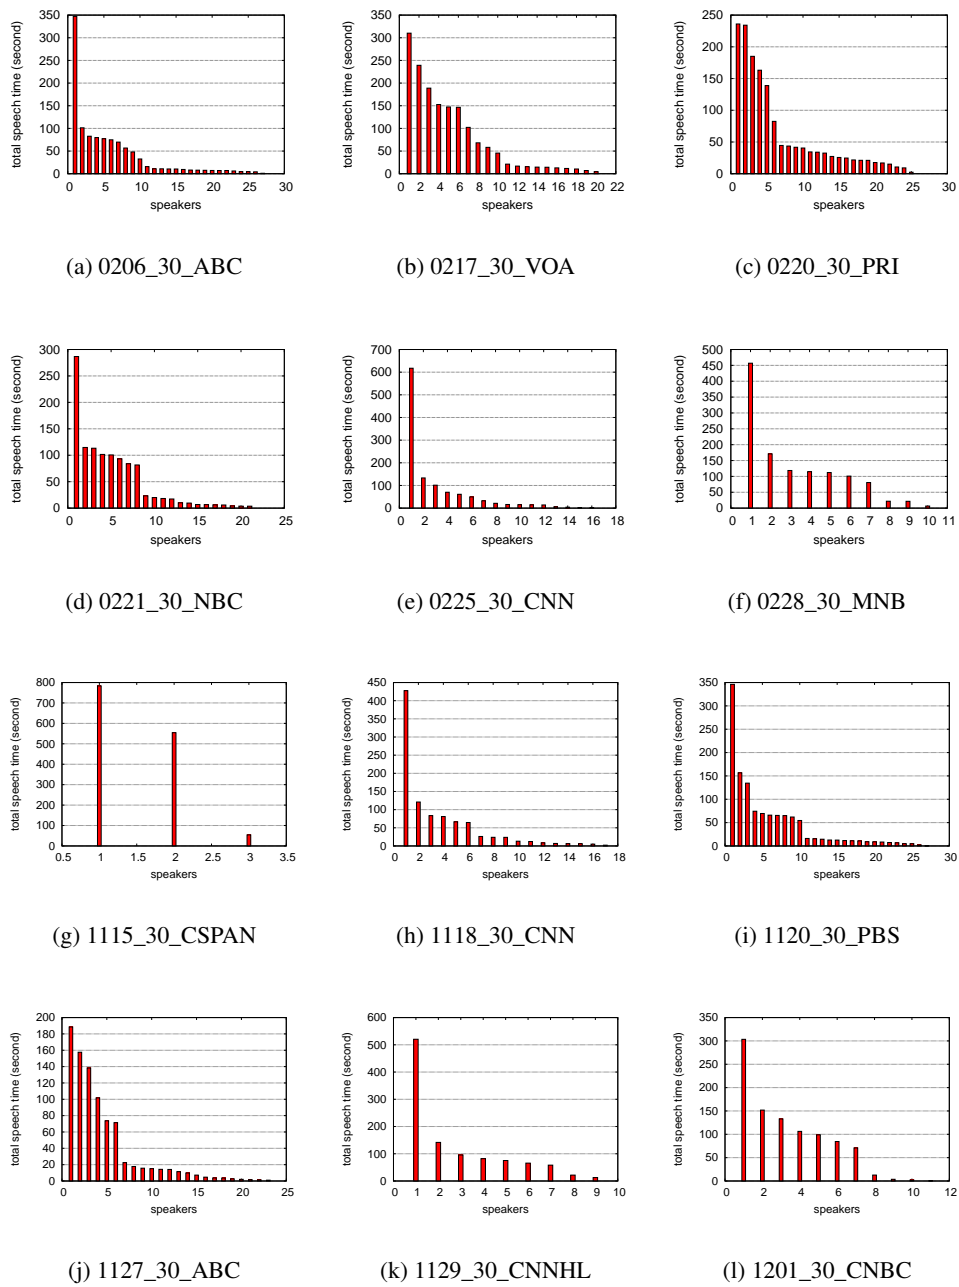 350
300
250
200
150
100
50
0
0 5 10 15 20 25 30
total speech time (second)
speakers
(a) 0206_30_ABC
350
300
250
200
150
100
50
0
0 2 4 6 8 10 12 14 16 18 20 22
total speech time (second)
speakers
(b) 0217_30_VOA
250
200
150
100
50
0
0 5 10 15 20 25 30
total speech time (second)
speakers
(c) 0220_30_PRI
300
250
200
150
100
50
0
0 5 10 15 20 25
total speech time (second)
speakers
(d) 0221_30_NBC
700
600
500
400
300
200
100
0
0 2 4 6 8 10 12 14 16 18
total speech time (second)
speakers
(e) 0225_30_CNN
500
450
400
350
300
250
200
150
100
50
0
0 1 2 3 4 5 6 7 8 9 10 11
total speech time (second)
speakers
(f) 0228_30_MNB
800
700
600
500
400
300
200
100
0
0.5 1 1.5 2 2.5 3 3.5
total speech time (second)
speakers
(g) 1115_30_CSPAN
450
400
350
300
250
200
150
100
50
0
0 2 4 6 8 10 12 14 16 18
total speech time (second)
speakers
(h) 1118_30_CNN
350
300
250
200
150
100
50
0
0 5 10 15 20 25 30
total speech time (second)
speakers
(i) 1120_30_PBS
200
180
160
140
120
100
80
60
40
20
0
0 5 10 15 20 25
total speech time (second)
speakers
(j) 1127_30_ABC
600
500
400
300
200
100
0
0 1 2 3 4 5 6 7 8 9 10
total speech time (second)
speakers
(k) 1129_30_CNNHL
350
300
250
200
150
100
50
0
0 2 4 6 8 10 12
total speech time (second)
speakers
(l) 1201_30_CNBC